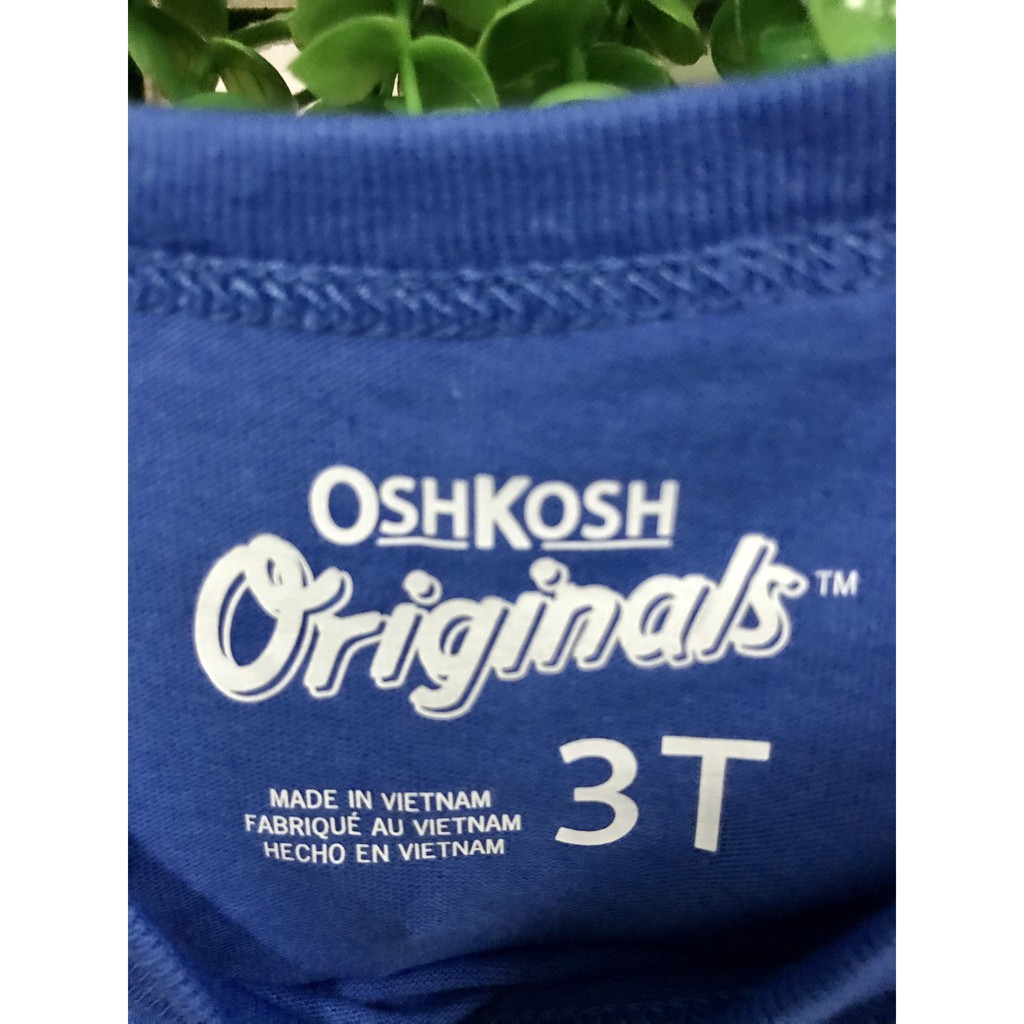 OSHKOSH
Originals™
3T
MADE IN VIETNAM
FABRIQUÉ AU VIETNAM
HECHO EN VIETNAM